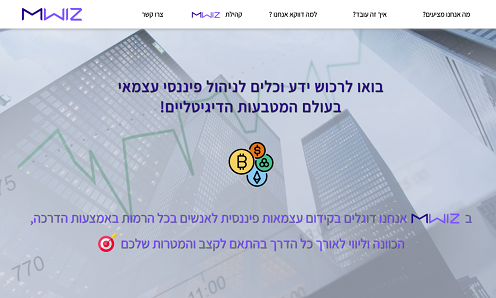 MWIZ
מה אנחנו מציעים? איך זה עובד? למה דווקא אנחנו ? קהילת MWIZ צרו קשר
בואו לרכוש ידע וכלים לניהול פיננסי עצמאי
בעולם המטבעות הדיגיטליים!
ב MWIZ אנחנו דוגלים בקידום עצמאות פיננסית לאנשים בכל הרמות באמצעות הדרכה,
הכוונה וליווי לאורך כל הדרך בהתאם לקצב והמטרות שלכם
75
770
11:00